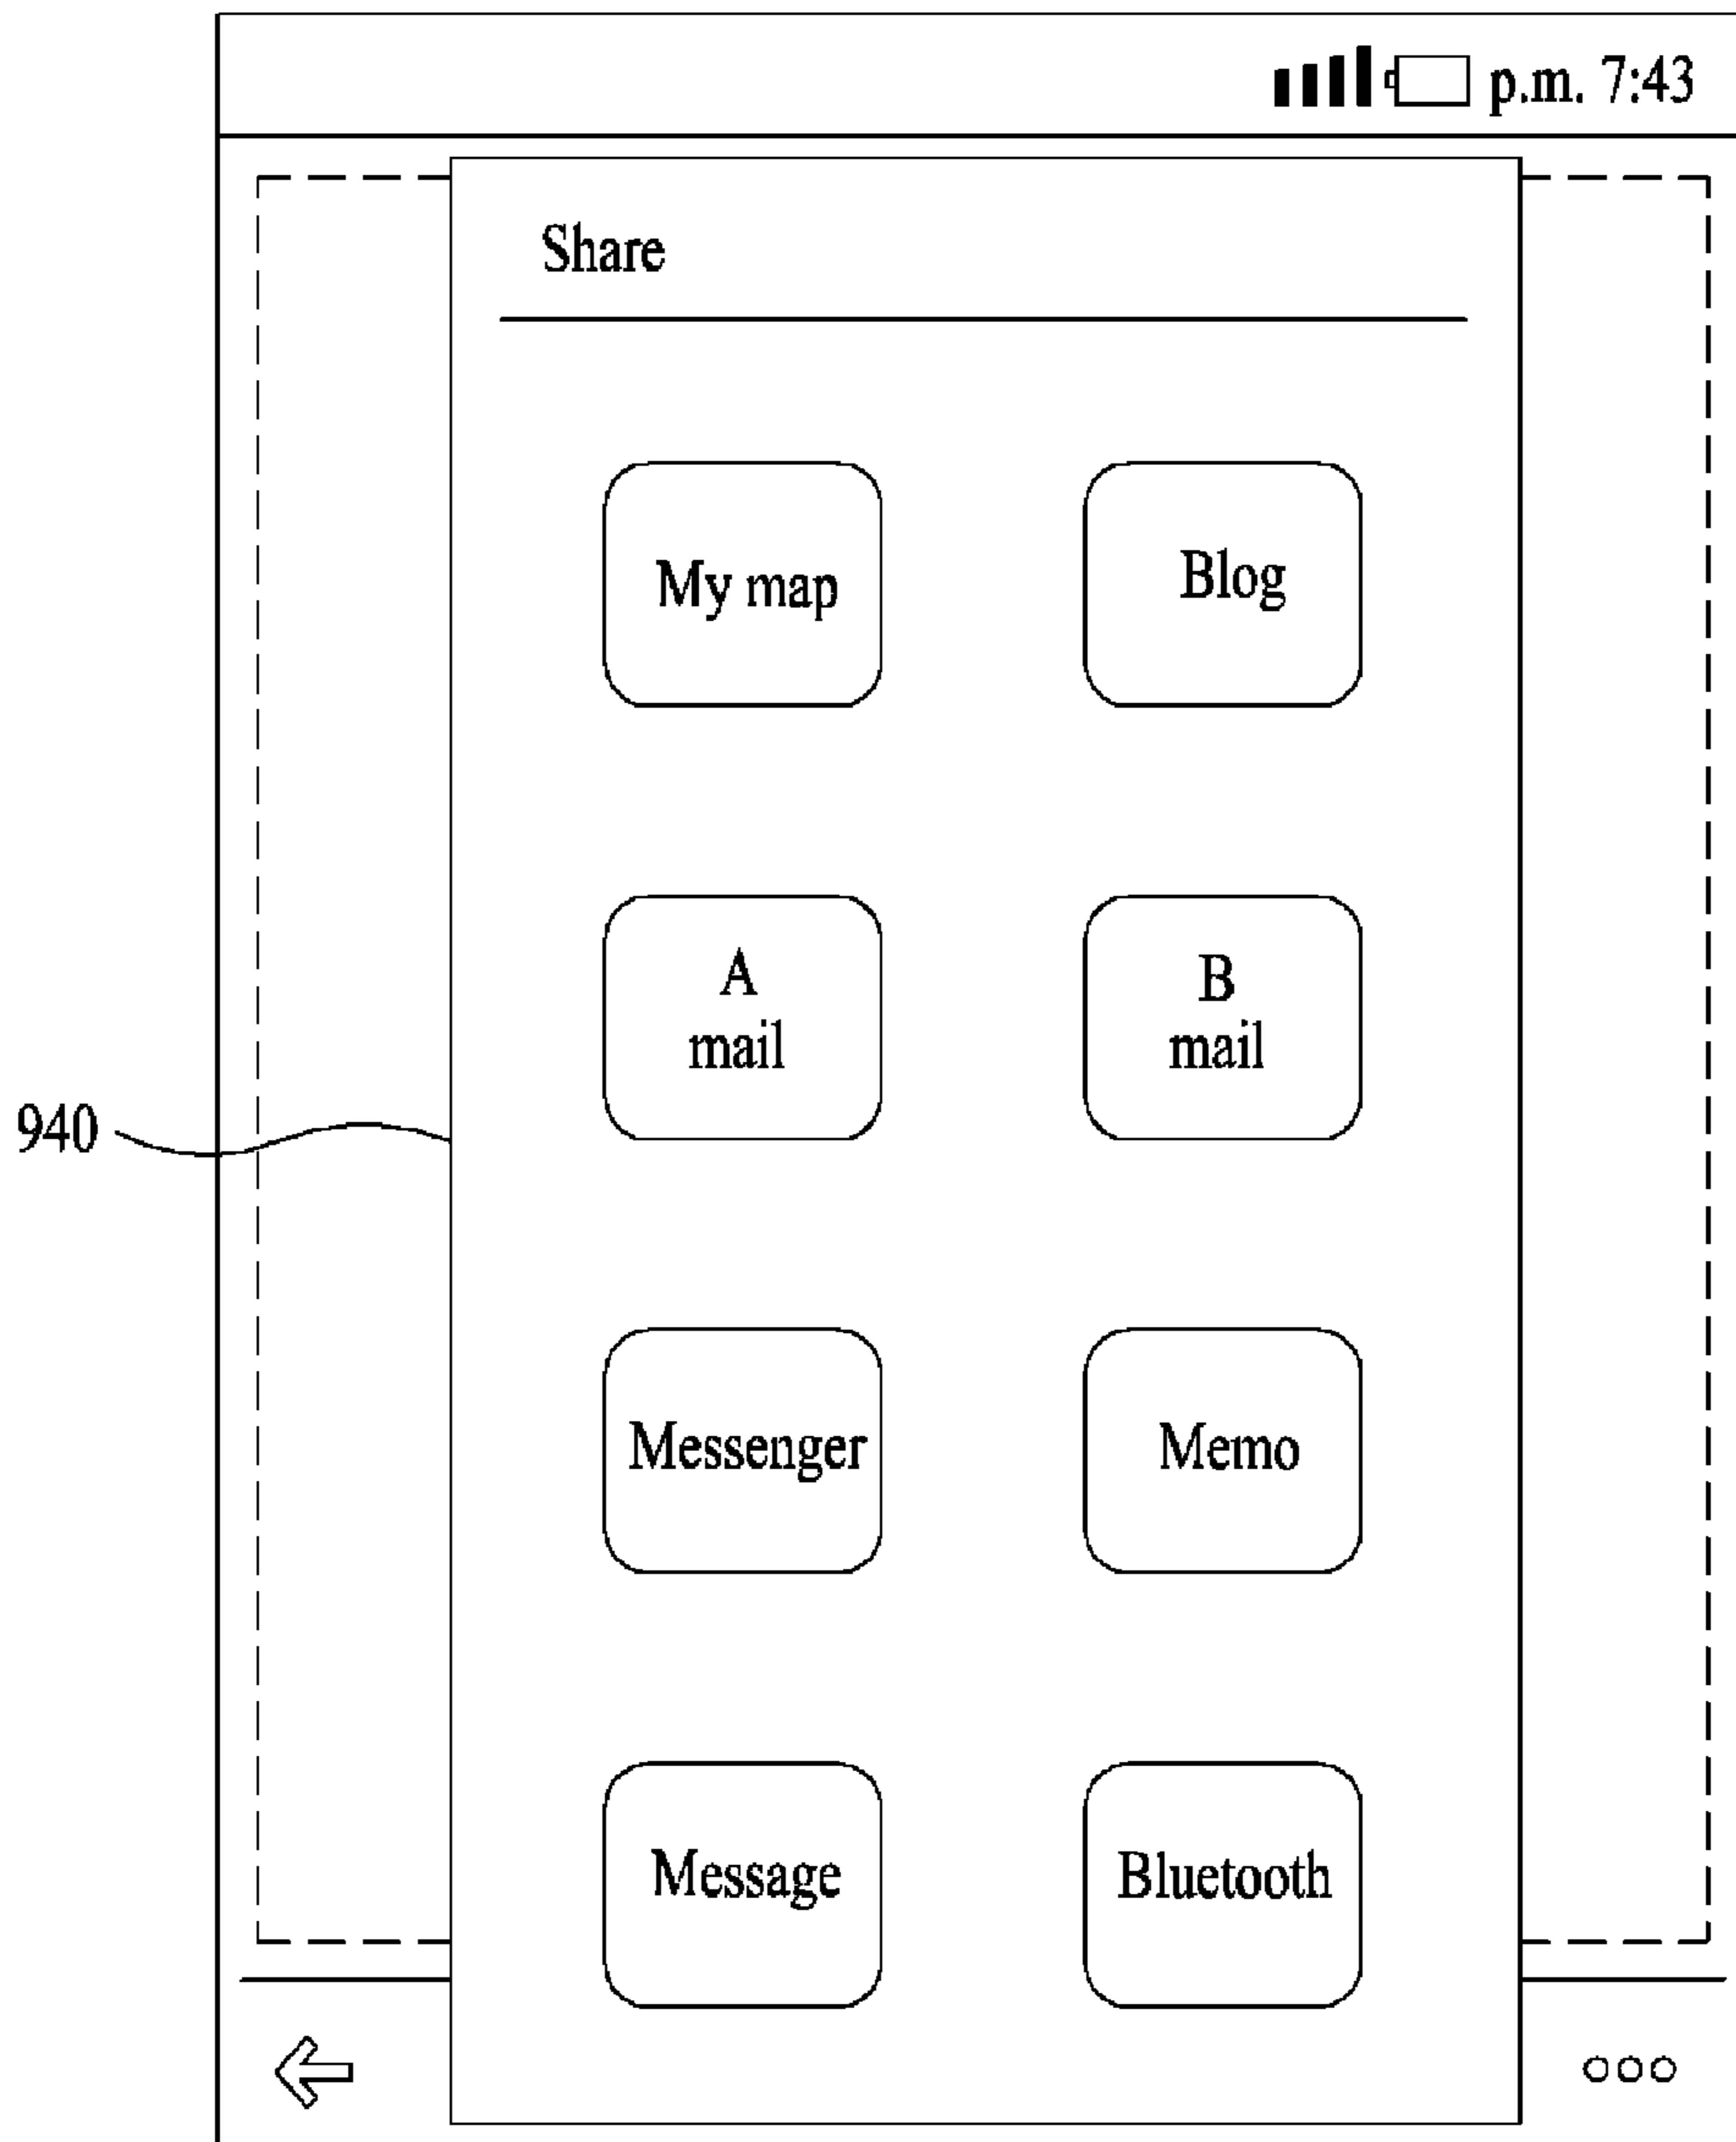 p.m. 7:43
Share
My map
Blog
A
mail
B
mail
940
Messenger
Memo
Message
Bluetooth